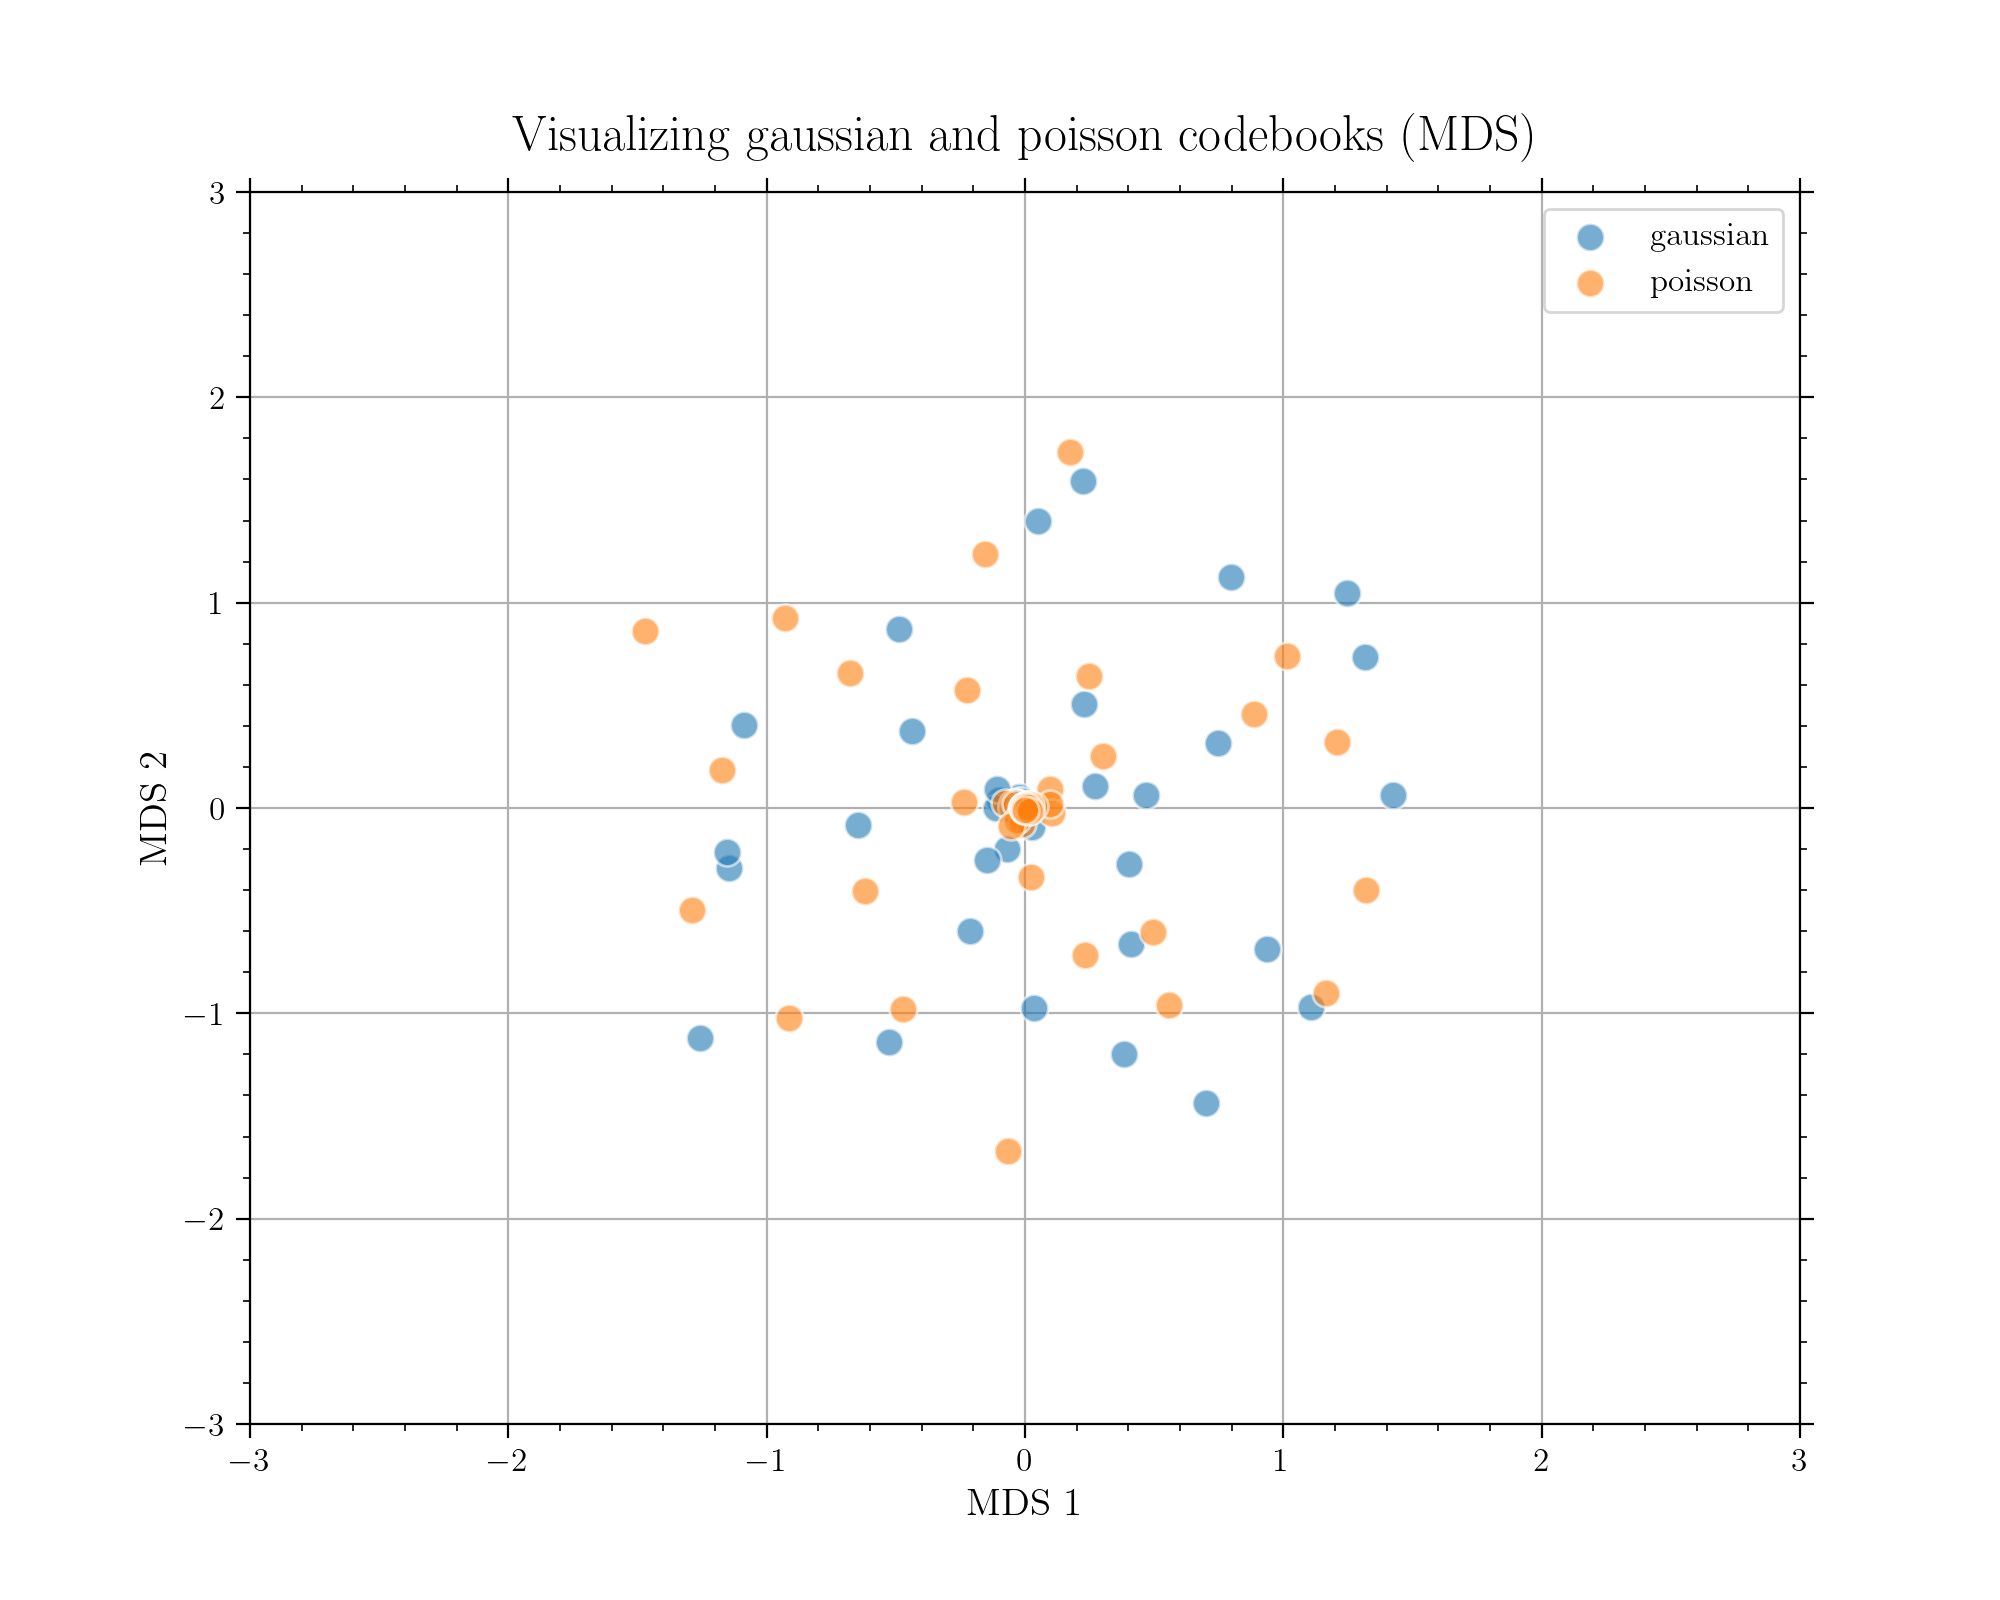 Visualizing gaussian and poisson codebooks (MDS)
3
2
1
0
−1
−2
−3
MDS 2
gaussian
poisson
−3
−2
−1
0
1
2
3
MDS 1